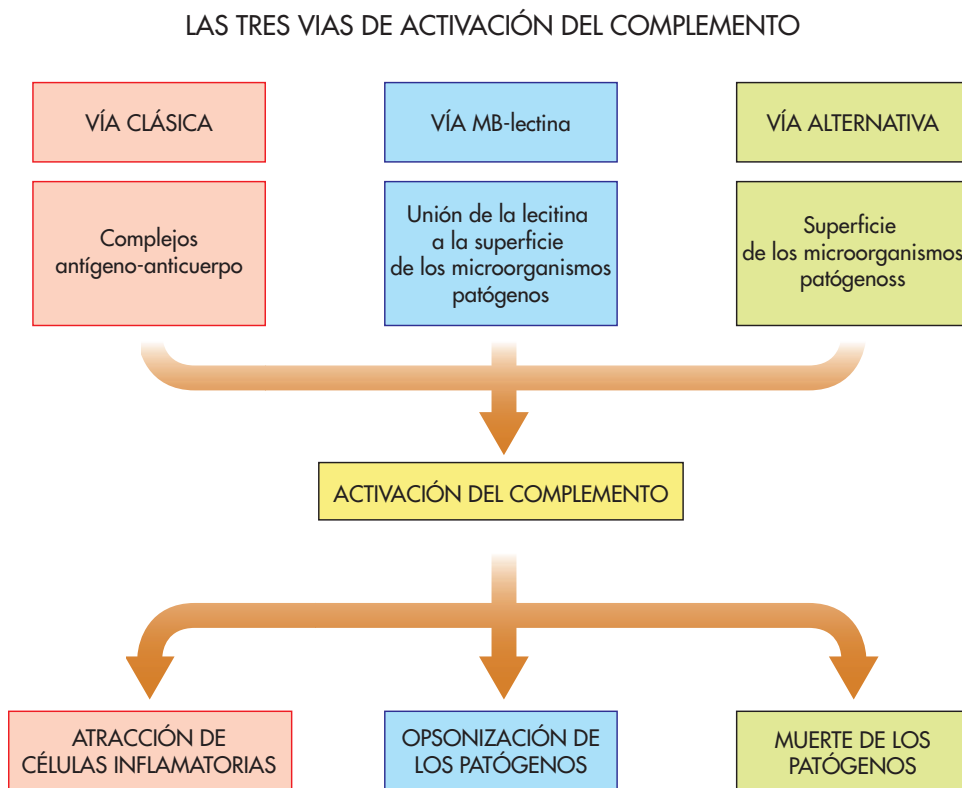 LAS TRES VIAS DE ACTIVACIÓN DEL COMPLEMENTO
VÍA CLÁSICA
VÍA MB-lectina
VÍA ALTERNATIVA
Complejos
antígeno-anticuerpo
Unión de la lecitina
a la superficie
de los microorganismos
patógenos
Superficie
de los microorganismos
patógenoss
ACTIVACIÓN DEL COMPLEMENTO
ATRACCIÓN DE
CÉLULAS INFLAMATORIAS
OPSONIZACIÓN DE
LOS PATÓGENOS
MUERTE DE LOS
PATÓGENOS